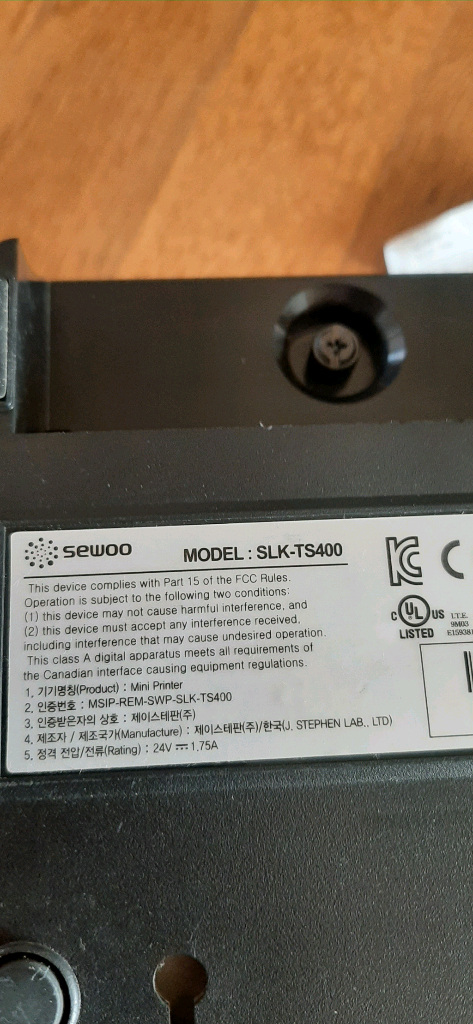 sewoo MODEL : SLK-TS400
This device complies with Part 15 of the FCC Rules.
Operation is subject to the following two conditions:
(1) this device may not cause harmful interference, and
(2) this device must accept any interference received,
including interference that may cause undesired operation.
This class A digital apparatus meets all requirements of
the Canadian interface causing equipment regulations.
1. 기기명칭(Product) : Mini Printer
2. 인증번호 : MSIP-REM-SWP-SLK-TS400
3. 인증받은자의 상호 : 제이스테판(주)
4. 제조자 / 제조국가(Manufacture) : 제이스테판(주)/한국(J. STEPHEN LAB., LTD)
5. 정격 전압/전류(Rating) : 24V ⎓ 1.75A
C UL US
LISTED
I.T.E.
9M03
E15938